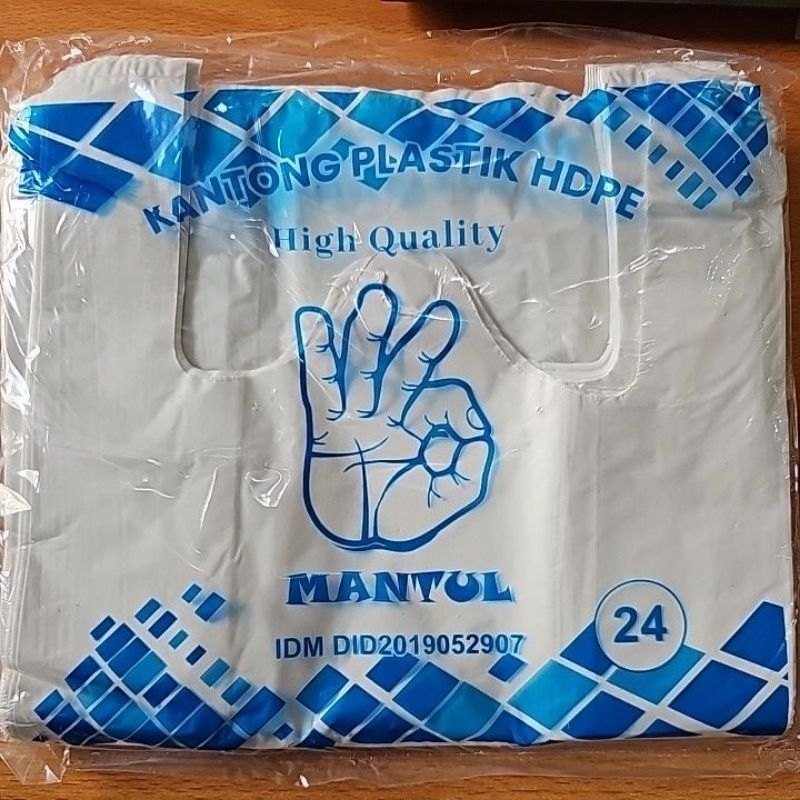 KANTONG PLASTIK HDPE
High Quality
MANTUL
IDM DID2019052907
24